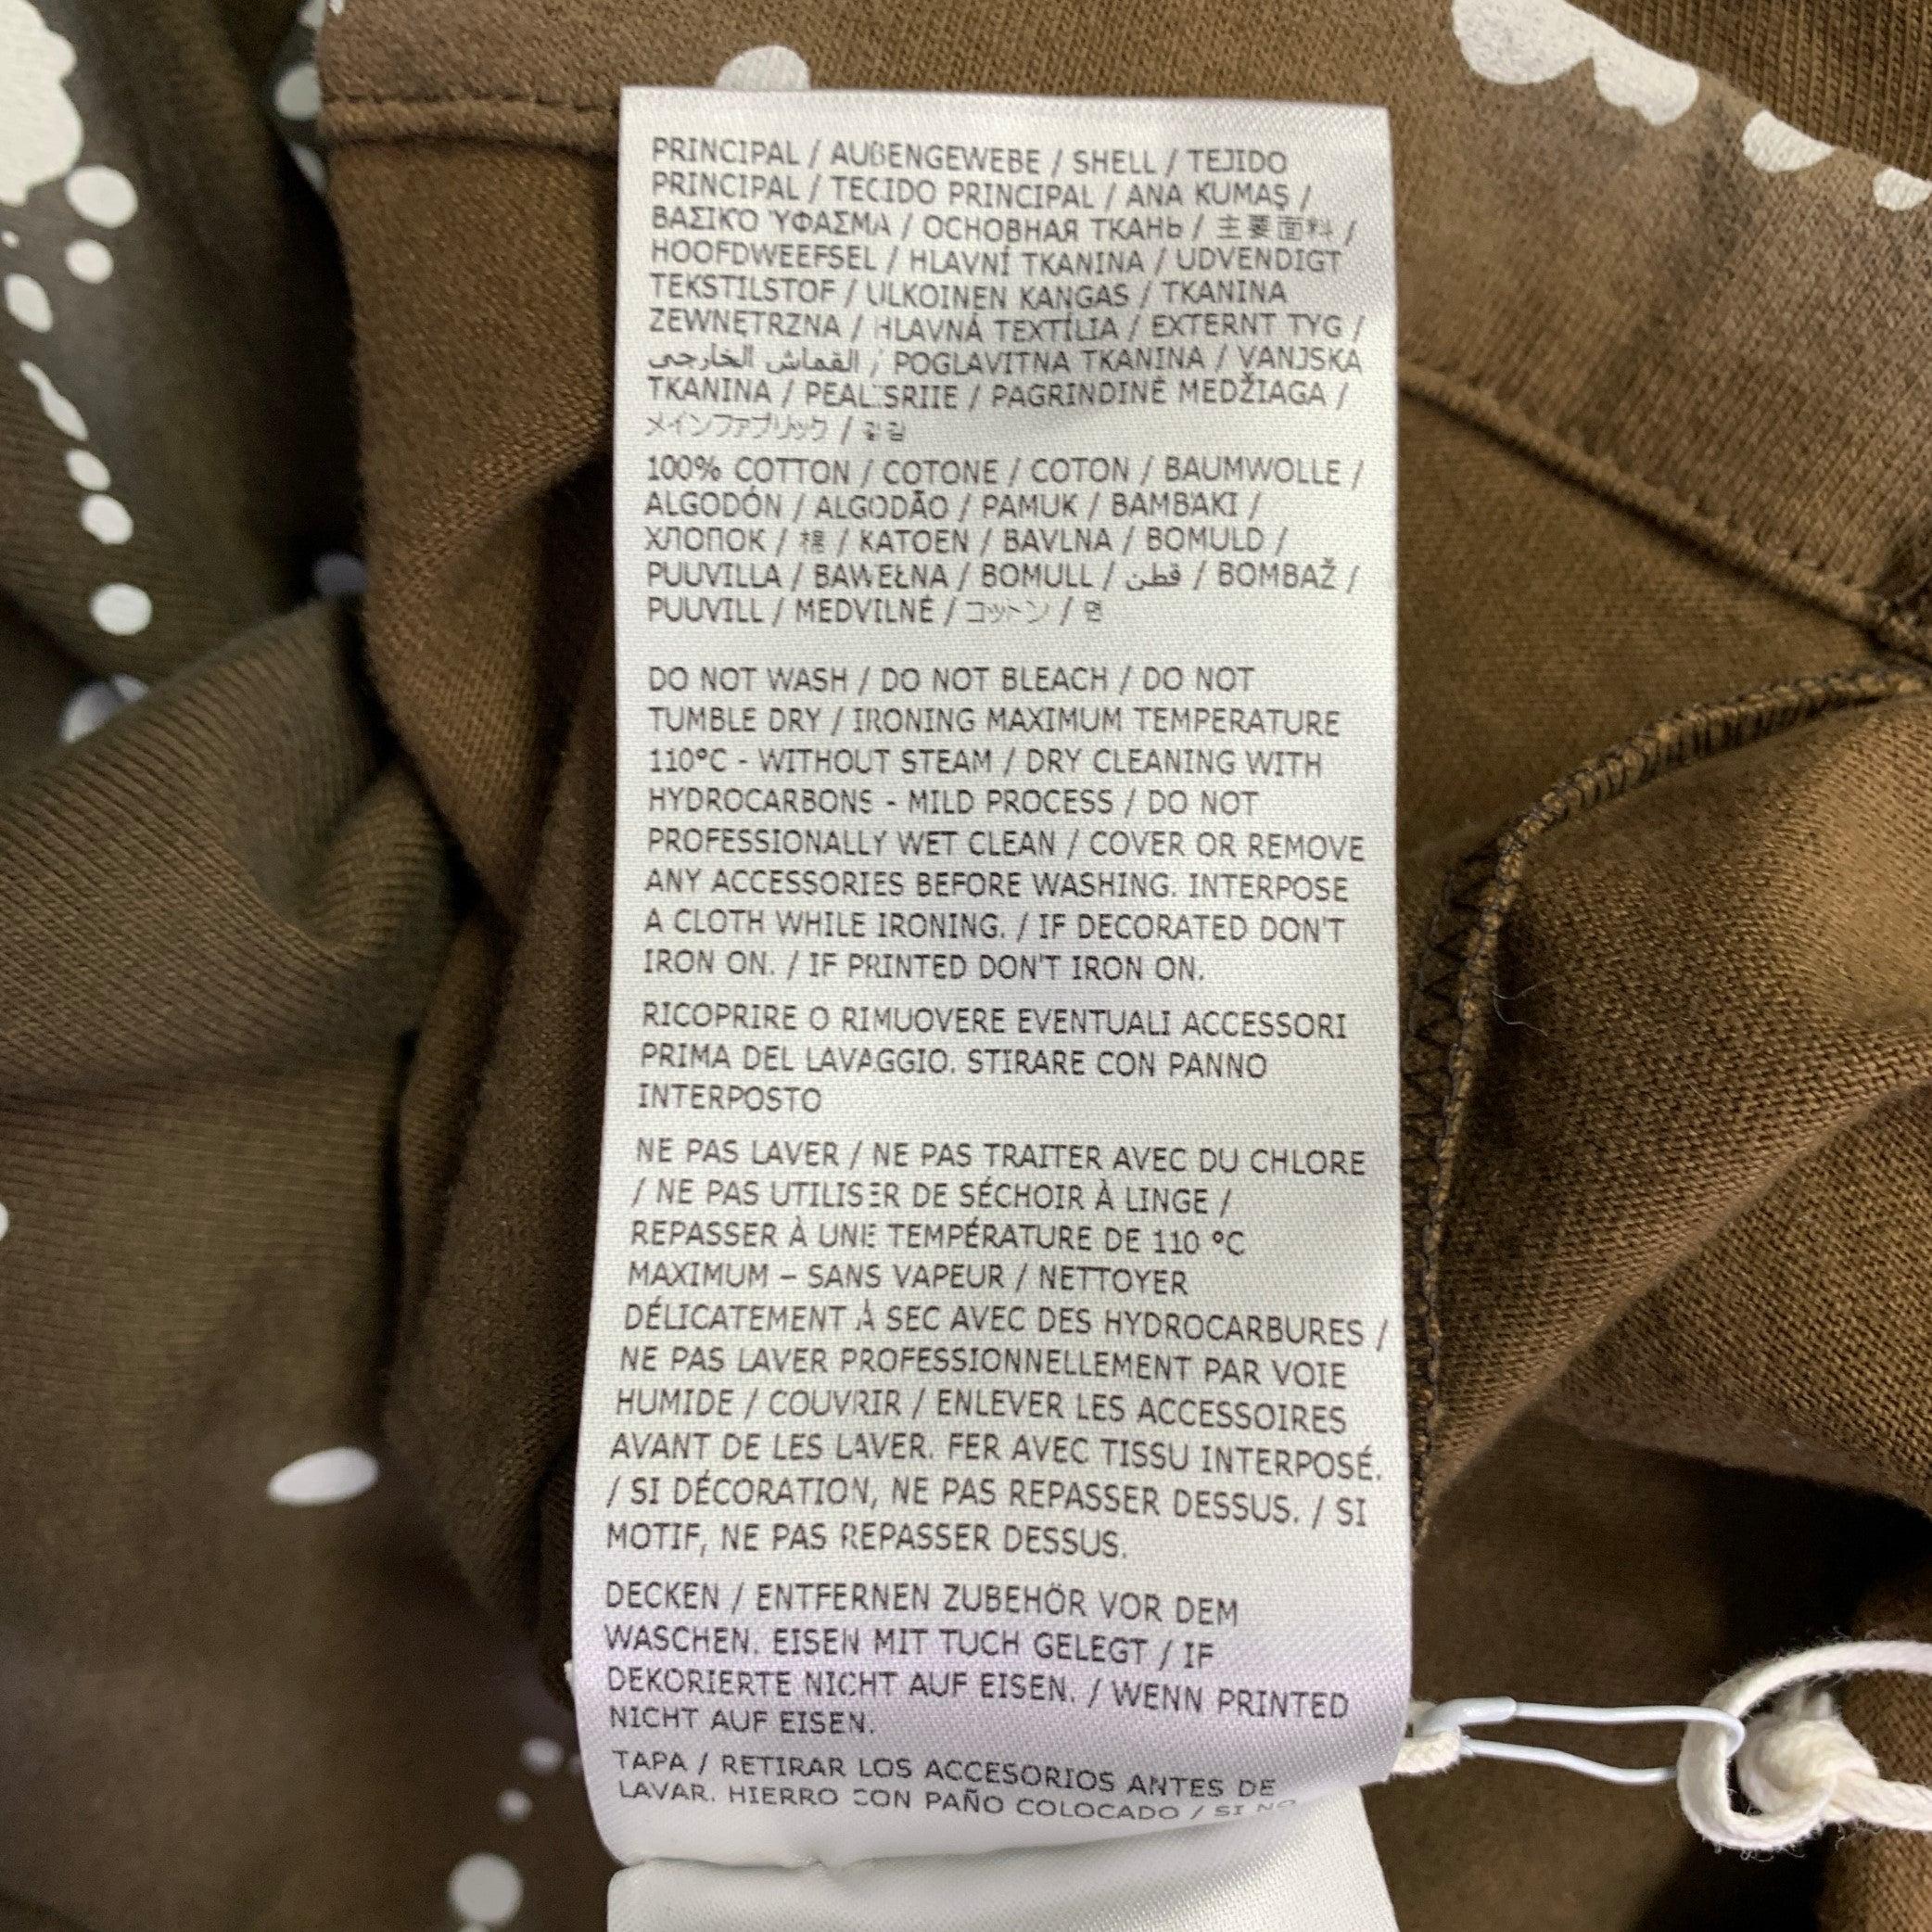 PRINCIPAL / AUßENGEWEBE / SHELL / TEJIDO
PRINCIPAL / TECIDO PRINCIPAL / ANA KUMAŞ /
ΒΑΣΙΚΌ ΎΦΑΣΜΑ / ОСНОВНАЯ ТКАНЬ / 主要面料 /
HOOFDWEEFSEL / HLAVNÍ TKANINA / UDVENDIGT
TEKSTILSTOF / ULKOINEN KANGAS / TKANINA
ZEWNĘTRZNA / HLAVNÁ TEXTÍLIA / EXTERNT TYG /
القماش الخارجي / POGLAVITNA TKANINA / VANJSKA
TKANINA / PEALISRIIE / PAGRINDINĖ MEDŽIAGA /
メインファブリック / 겉감
100% COTTON / COTONE / COTON / BAUMWOLLE /
ALGODÓN / ALGODÃO / PAMUK / BAMBAKI /
ХЛОПОК / 棉 / KATOEN / BAVLNA / BOMULD /
PUUVILLA / BAWEŁNA / BOMULL / قطن / BOMBAŽ /
PUUVILL / MEDVILNĖ / コットン / 면
DO NOT WASH / DO NOT BLEACH / DO NOT
TUMBLE DRY / IRONING MAXIMUM TEMPERATURE
110°C - WITHOUT STEAM / DRY CLEANING WITH
HYDROCARBONS - MILD PROCESS / DO NOT
PROFESSIONALLY WET CLEAN / COVER OR REMOVE
ANY ACCESSORIES BEFORE WASHING. INTERPOSE
A CLOTH WHILE IRONING. / IF DECORATED DON'T
IRON ON. / IF PRINTED DON'T IRON ON.
RICOPRIRE O RIMUOVERE EVENTUALI ACCESSORI
PRIMA DEL LAVAGGIO. STIRARE CON PANNO
INTERPOSTO
NE PAS LAVER / NE PAS TRAITER AVEC DU CHLORE
/ NE PAS UTILISER DE SÉCHOIR À LINGE /
REPASSER À UNE TEMPÉRATURE DE 110 °C
MAXIMUM – SANS VAPEUR / NETTOYER
DÉLICATEMENT À SEC AVEC DES HYDROCARBURES /
NE PAS LAVER PROFESSIONNELLEMENT PAR VOIE
HUMIDE / COUVRIR / ENLEVER LES ACCESSOIRES
AVANT DE LES LAVER. FER AVEC TISSU INTERPOSÉ.
/ SI DÉCORATION, NE PAS REPASSER DESSUS. / SI
MOTIF, NE PAS REPASSER DESSUS.
DECKEN / ENTFERNEN ZUBEHÖR VOR DEM
WASCHEN. EISEN MIT TUCH GELEGT / IF
DEKORIERTE NICHT AUF EISEN. / WENN PRINTED
NICHT AUF EISEN.
TAPA / RETIRAR LOS ACCESORIOS ANTES DE
LAVAR. HIERRO CON PAÑO COLOCADO / SI NO